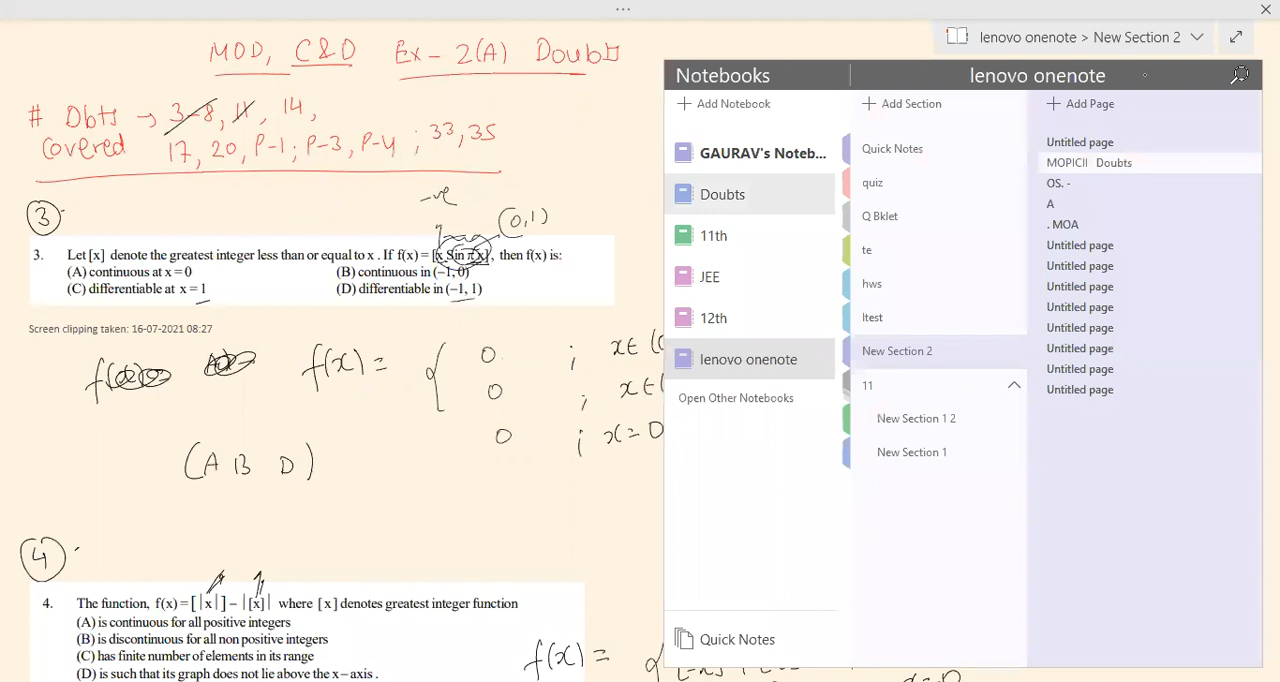 lenovo onenote > New Section 2
MOD, C&D Ex - 2(A) Doubts
# Dbts → 3-8, 11, 14,
covered 17, 20, P-1; P-3, P-4; 33, 35
-ve
(0,1)
3
3. Let [x] denote the greatest integer less than or equal to x . If f(x) = [x Sin π x], then f(x) is:
(A) continuous at x = 0 (B) continuous in (–1, 0)
(C) differentiable at x = 1 (D) differentiable in (–1, 1)
Screen clipping taken: 16-07-2021 08:27
f(x) = { 0 ; x∈(
0 ; x∈(
0 ; x=0
(A B D)
4
4. The function, f(x) = [|x|] – |[x]| where [x] denotes greatest integer function
(A) is continuous for all positive integers
(B) is discontinuous for all non positive integers
(C) has finite number of elements in its range
(D) is such that its graph does not lie above the x – axis .
f(x) =
Notebooks
lenovo onenote
Add Notebook
GAURAV's Noteb...
Doubts
11th
JEE
12th
lenovo onenote
Open Other Notebooks
Quick Notes
Add Section
Quick Notes
quiz
Q Bklet
te
hws
ltest
New Section 2
11
New Section 1 2
New Section 1
Add Page
Untitled page
MOPICII Doubts
OS. -
A
. MOA
Untitled page
Untitled page
Untitled page
Untitled page
Untitled page
Untitled page
Untitled page
Untitled page